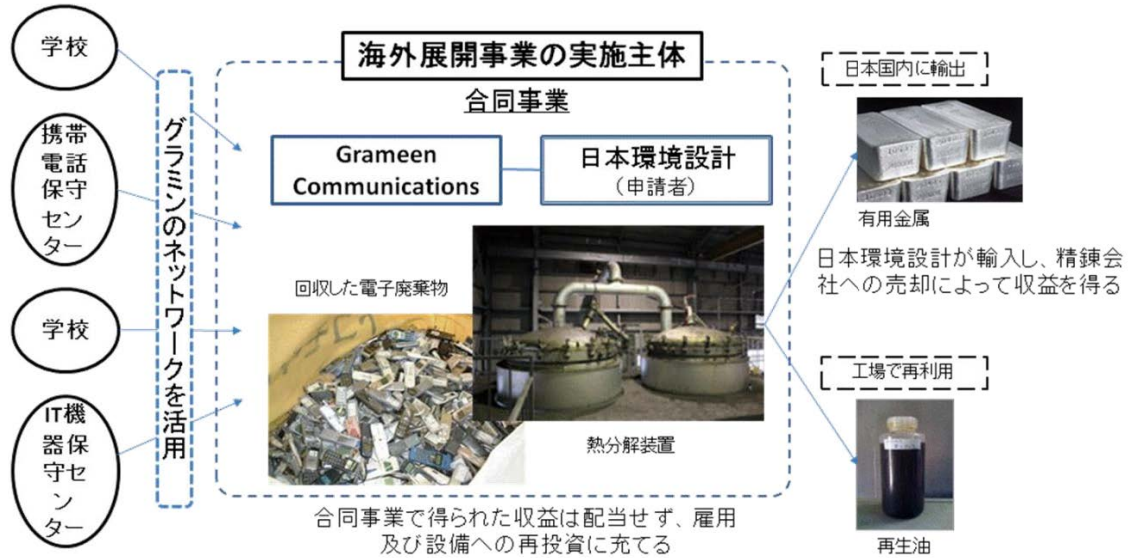 学校
携帯
電話
保守
セン
ター
学校
IT機
器保
守セ
ン
ター
グラミンのネットワークを活用
海外展開事業の実施主体
合同事業
Grameen
Communications
日本環境設計
（申請者）
回収した電子廃棄物
熱分解装置
合同事業で得られた収益は配当せず、雇用
及び設備への再投資に充てる
日本国内に輸出
有用金属
日本環境設計が輸入し、精錬会
社への売却によって収益を得る
工場で再利用
再生油